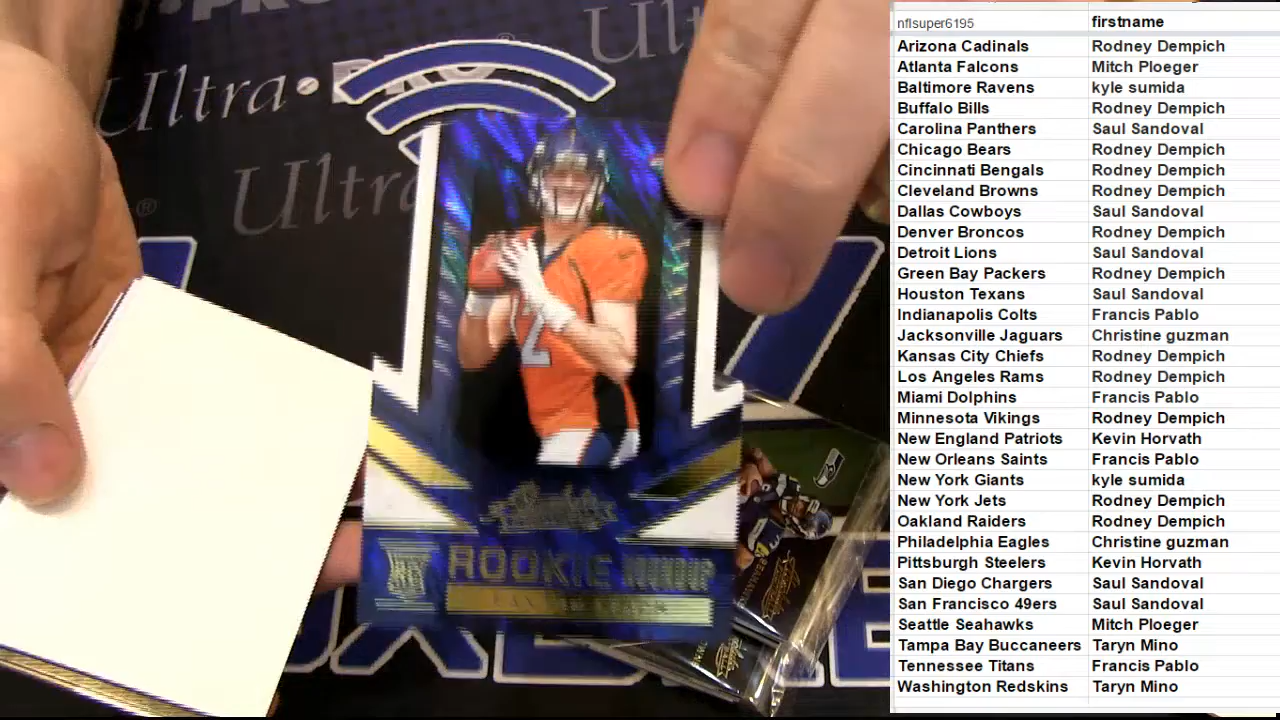 Ultra•PRO
Ultra
Ultra
ROOKIE
nflsuper6195 firstname
Arizona Cadinals Rodney Dempich
Atlanta Falcons Mitch Ploeger
Baltimore Ravens kyle sumida
Buffalo Bills Rodney Dempich
Carolina Panthers Saul Sandoval
Chicago Bears Rodney Dempich
Cincinnati Bengals Rodney Dempich
Cleveland Browns Rodney Dempich
Dallas Cowboys Saul Sandoval
Denver Broncos Rodney Dempich
Detroit Lions Saul Sandoval
Green Bay Packers Rodney Dempich
Houston Texans Saul Sandoval
Indianapolis Colts Francis Pablo
Jacksonville Jaguars Christine guzman
Kansas City Chiefs Rodney Dempich
Los Angeles Rams Rodney Dempich
Miami Dolphins Francis Pablo
Minnesota Vikings Rodney Dempich
New England Patriots Kevin Horvath
New Orleans Saints Francis Pablo
New York Giants kyle sumida
New York Jets Rodney Dempich
Oakland Raiders Rodney Dempich
Philadelphia Eagles Christine guzman
Pittsburgh Steelers Kevin Horvath
San Diego Chargers Saul Sandoval
San Francisco 49ers Saul Sandoval
Seattle Seahawks Mitch Ploeger
Tampa Bay Buccaneers Taryn Mino
Tennessee Titans Francis Pablo
Washington Redskins Taryn Mino